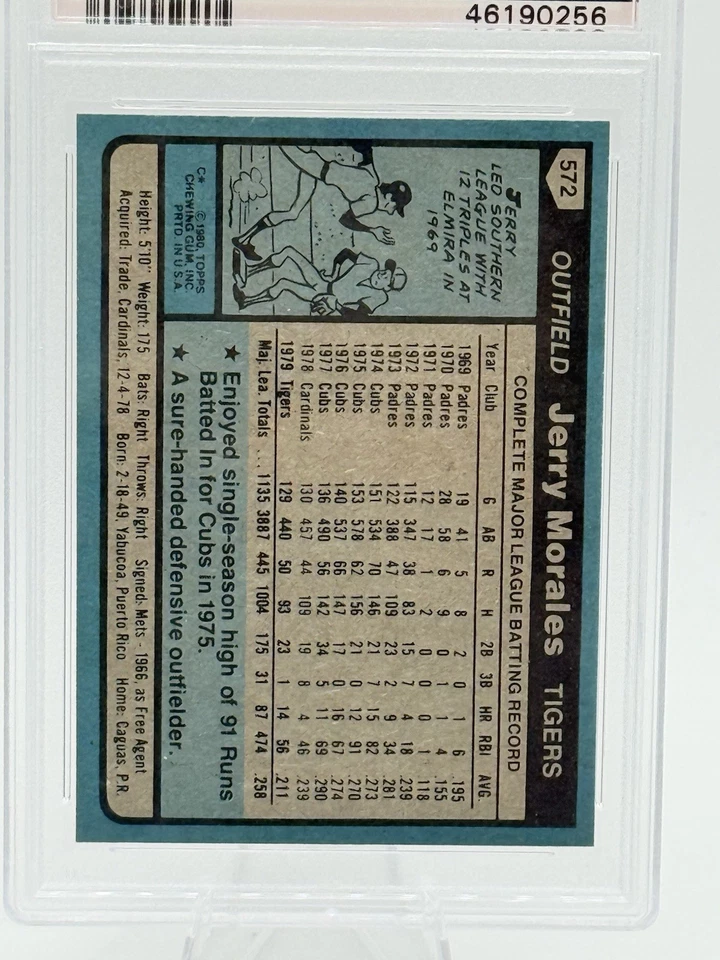 46190256
572
OUTFIELD Jerry Morales TIGERS
JERRY
LED SOUTHERN
LEAGUE WITH
12 TRIPLES AT
ELMIRA IN
1969
C* © 1980, TOPPS
CHEWING GUM, INC.
PRTD. IN U.S.A.
COMPLETE MAJOR LEAGUE BATTING RECORD
Year Club G AB R H 2B 3B HR RBI AVG.
1969 Padres 19 41 5 8 2 0 1 6 .195
1970 Padres 28 58 6 9 0 1 1 4 .155
1971 Padres 12 17 1 2 0 0 0 1 .118
1972 Padres 115 347 38 83 15 7 4 18 .239
1973 Padres 122 388 47 109 23 2 9 34 .281
1974 Cubs 151 534 70 146 21 7 15 82 .273
1975 Cubs 153 578 62 156 21 0 12 91 .270
1976 Cubs 140 537 66 147 17 0 16 67 .274
1977 Cubs 136 490 56 142 34 5 11 69 .290
1978 Cardinals 130 457 44 109 19 8 4 46 .239
1979 Tigers 129 440 50 93 23 1 14 56 .211
Maj. Lea. Totals ... 1135 3887 445 1004 175 31 87 474 .258
★ Enjoyed single-season high of 91 Runs
Batted In for Cubs in 1975.
★ A sure-handed defensive outfielder.
Height: 5'10" Weight: 175 Bats: Right Throws: Right Signed: Mets - 1966, as Free Agent
Acquired: Trade, Cardinals, 12-4-78 Born: 2-18-49, Yabucoa, Puerto Rico Home: Caguas, P.R.